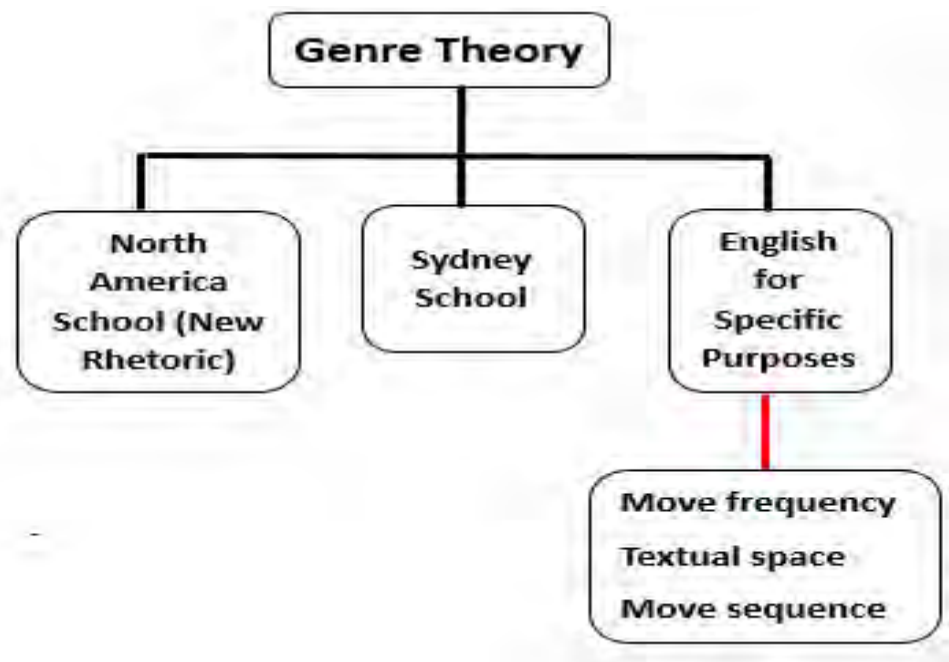 Genre Theory
North
America
School (New
Rhetoric)
Sydney
School
English
for
Specific
Purposes
Move frequency
Textual space
Move sequence